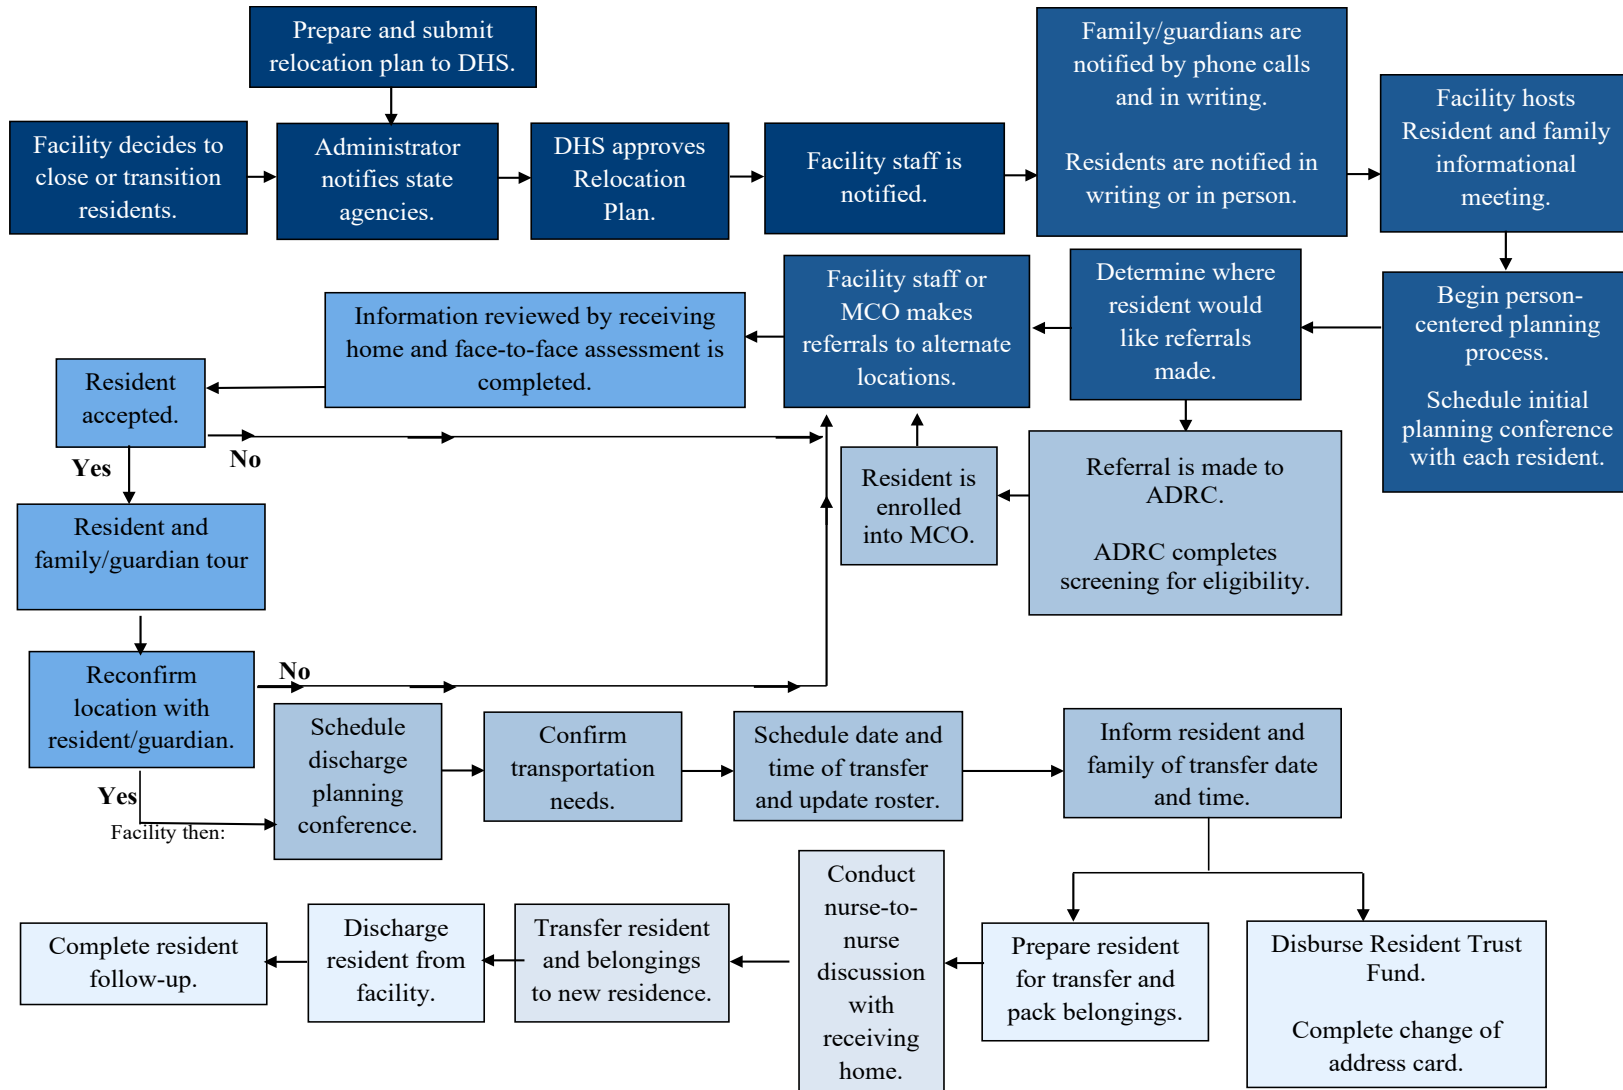 Prepare and submit
relocation plan to DHS.
Facility decides to
close or transition
residents.
Administrator
notifies state
agencies.
DHS approves
Relocation
Plan.
Facility staff is
notified.
Family/guardians are
notified by phone calls
and in writing.
Residents are notified in
writing or in person.
Facility hosts
Resident and family
informational
meeting.
Begin person-
centered planning
process.
Schedule initial
planning conference
with each resident.
Determine where
resident would
like referrals
made.
Referral is made to
ADRC.
ADRC completes
screening for eligibility.
Resident is
enrolled
into MCO.
Facility staff or
MCO makes
referrals to alternate
locations.
Information reviewed by receiving
home and face-to-face assessment is
completed.
Resident
accepted.
No
Yes
Resident and
family/guardian tour
Reconfirm
location with
resident/guardian.
No
Yes
Facility then:
Schedule
discharge
planning
conference.
Confirm
transportation
needs.
Schedule date and
time of transfer
and update roster.
Inform resident and
family of transfer date
and time.
Disburse Resident Trust
Fund.
Complete change of
address card.
Prepare resident
for transfer and
pack belongings.
Conduct
nurse-to-
nurse
discussion
with
receiving
home.
Transfer resident
and belongings
to new residence.
Discharge
resident from
facility.
Complete resident
follow-up.